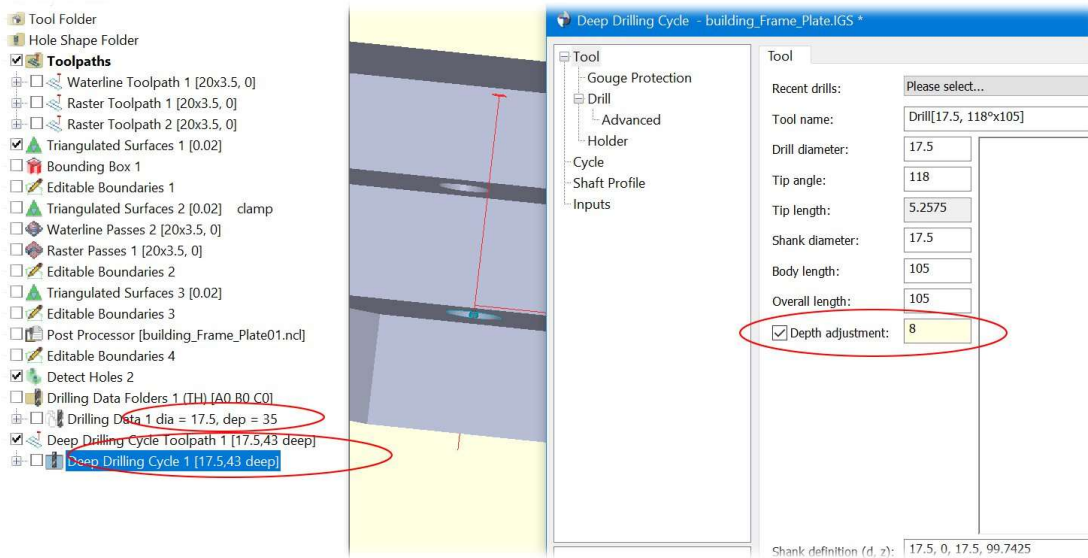 Tool Folder
Hole Shape Folder
Toolpaths
Waterline Toolpath 1 [20x3.5, 0]
Raster Toolpath 1 [20x3.5, 0]
Raster Toolpath 2 [20x3.5, 0]
Triangulated Surfaces 1 [0.02]
Bounding Box 1
Editable Boundaries 1
Triangulated Surfaces 2 [0.02] clamp
Waterline Passes 2 [20x3.5, 0]
Raster Passes 1 [20x3.5, 0]
Editable Boundaries 2
Triangulated Surfaces 3 [0.02]
Editable Boundaries 3
Post Processor [building_Frame_Plate01.ncl]
Editable Boundaries 4
Detect Holes 2
Drilling Data Folders 1 (TH) [A0 B0 C0]
Drilling Data 1 dia = 17.5, dep = 35
Deep Drilling Cycle Toolpath 1 [17.5,43 deep]
Deep Drilling Cycle 1 [17.5,43 deep]
Deep Drilling Cycle - building_Frame_Plate.IGS *
Tool
Gouge Protection
Drill
Advanced
Holder
Cycle
Shaft Profile
Inputs
Tool
Recent drills: Please select...
Tool name: Drill[17.5, 118°x105]
Drill diameter: 17.5
Tip angle: 118
Tip length: 5.2575
Shank diameter: 17.5
Body length: 105
Overall length: 105
Depth adjustment: 8
Shank definition (d, z): 17.5, 0, 17.5, 99.7425